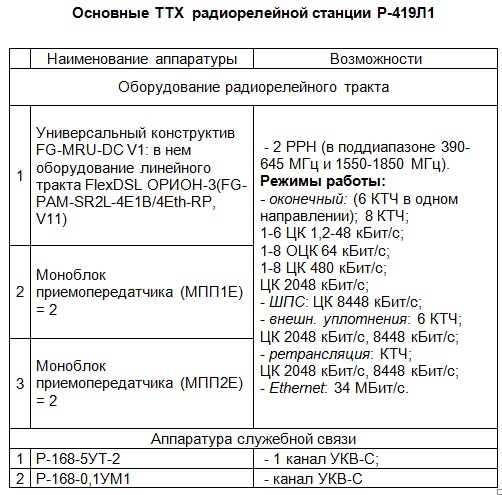 Основные ТТХ радиорелейной станции Р-419Л1
Наименование аппаратуры
Возможности
Оборудование радиорелейного тракта
1
Универсальный конструктив
FG-MRU-DC V1: в нем
оборудование линейного
тракта FlexDSL ОРИОН-3(FG-
PAM-SR2L-4E1B/4Eth-RP,
V11)
2
Моноблок
приемопередатчика (МПП1Е)
= 2
3
Моноблок
приемопередатчика (МПП2Е)
= 2
- 2 РРН (в поддиапазоне 390-
645 МГц и 1550-1850 МГц).
Режимы работы:
- оконечный: (6 КТЧ в одном
направлении); 8 КТЧ;
1-6 ЦК 1,2-48 кБит/с;
1-8 ОЦК 64 кБит/с;
1-8 ЦК 480 кБит/с;
ЦК 2048 кБит/с;
- ШПС: ЦК 8448 кБит/с;
- внешн. уплотнения: 6 КТЧ;
ЦК 2048 кБит/с, 8448 кБит/с;
- ретрансляция: КТЧ;
ЦК 2048 кБит/с, 8448 кБит/с;
- Ethernet: 34 МБит/с.
Аппаратура служебной связи
1 Р-168-5УТ-2 - 1 канал УКВ-С;
2 Р-168-0,1УМ1 - канал УКВ-С